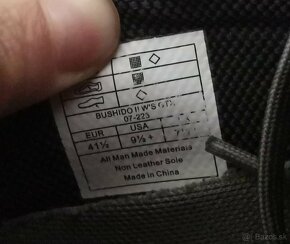 BUSHIDO II W'S
07-223
EUR USA
41½ 9½+
All Man Made Materials
Non Leather Sole
Made in China
Bazos.sk